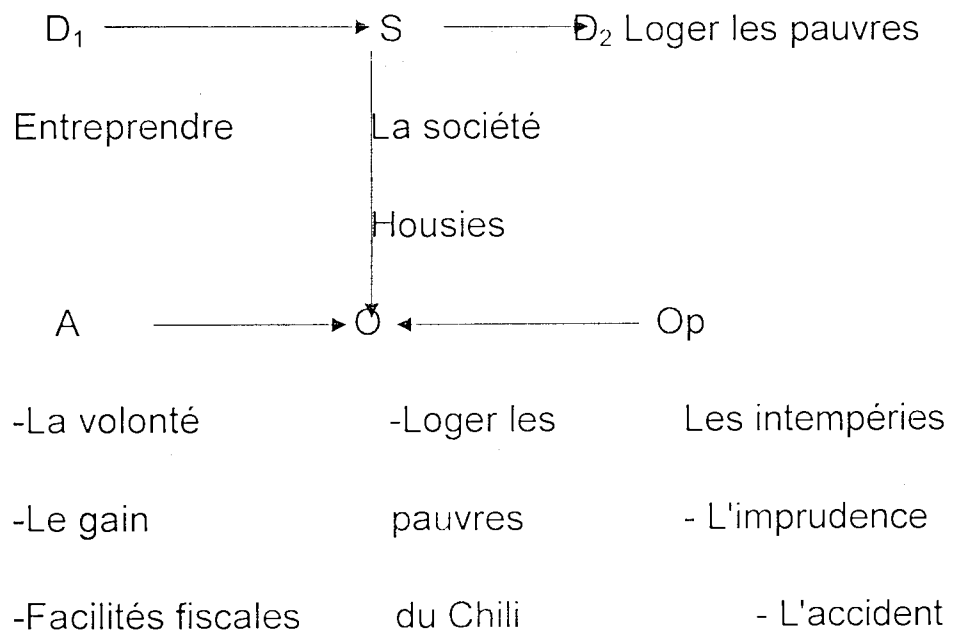 D₁ S D₂ Loger les pauvres
Entreprendre La société
Housies
A O Op
-La volonté -Loger les Les intempéries
-Le gain pauvres - L'imprudence
-Facilités fiscales du Chili - L'accident